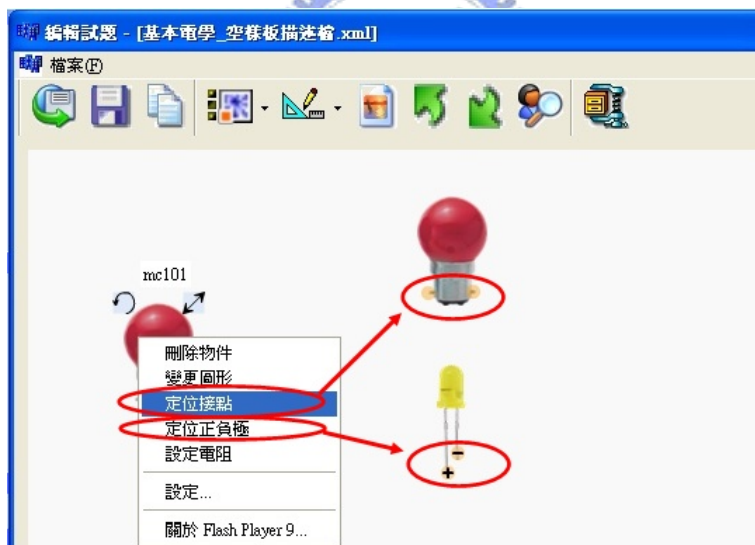 編輯試題 - [基本電學_空樣板描述檔.xml]
檔案(F)
mc101
刪除物件
變更圖形
定位接點
定位正負極
設定電阻
設定...
關於 Flash Player 9...